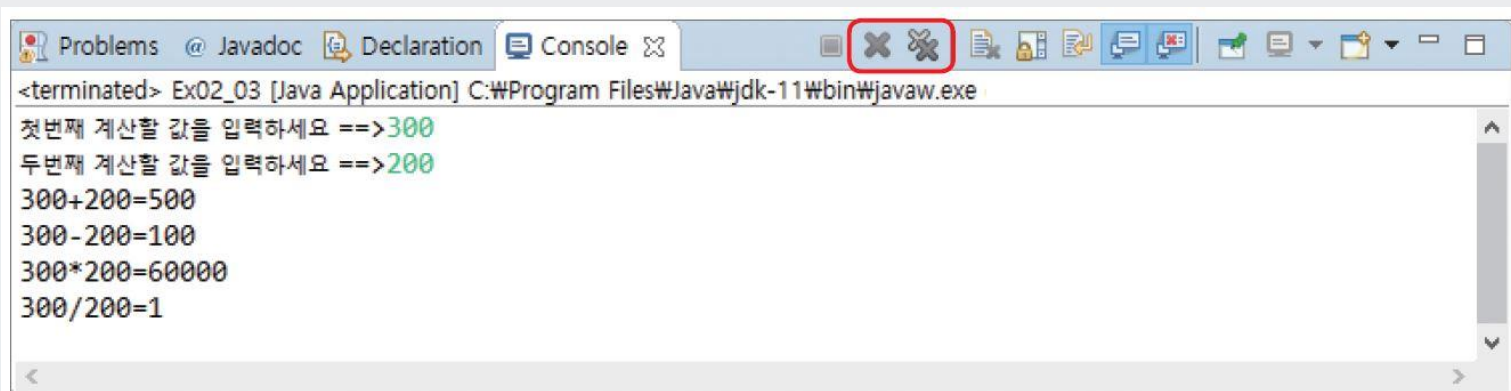 Problems @ Javadoc Declaration Console
<terminated> Ex02_03 [Java Application] C:₩Program Files₩Java₩jdk-11₩bin₩javaw.exe
첫번째 계산할 값을 입력하세요 ==>300
두번째 계산할 값을 입력하세요 ==>200
300+200=500
300-200=100
300*200=60000
300/200=1